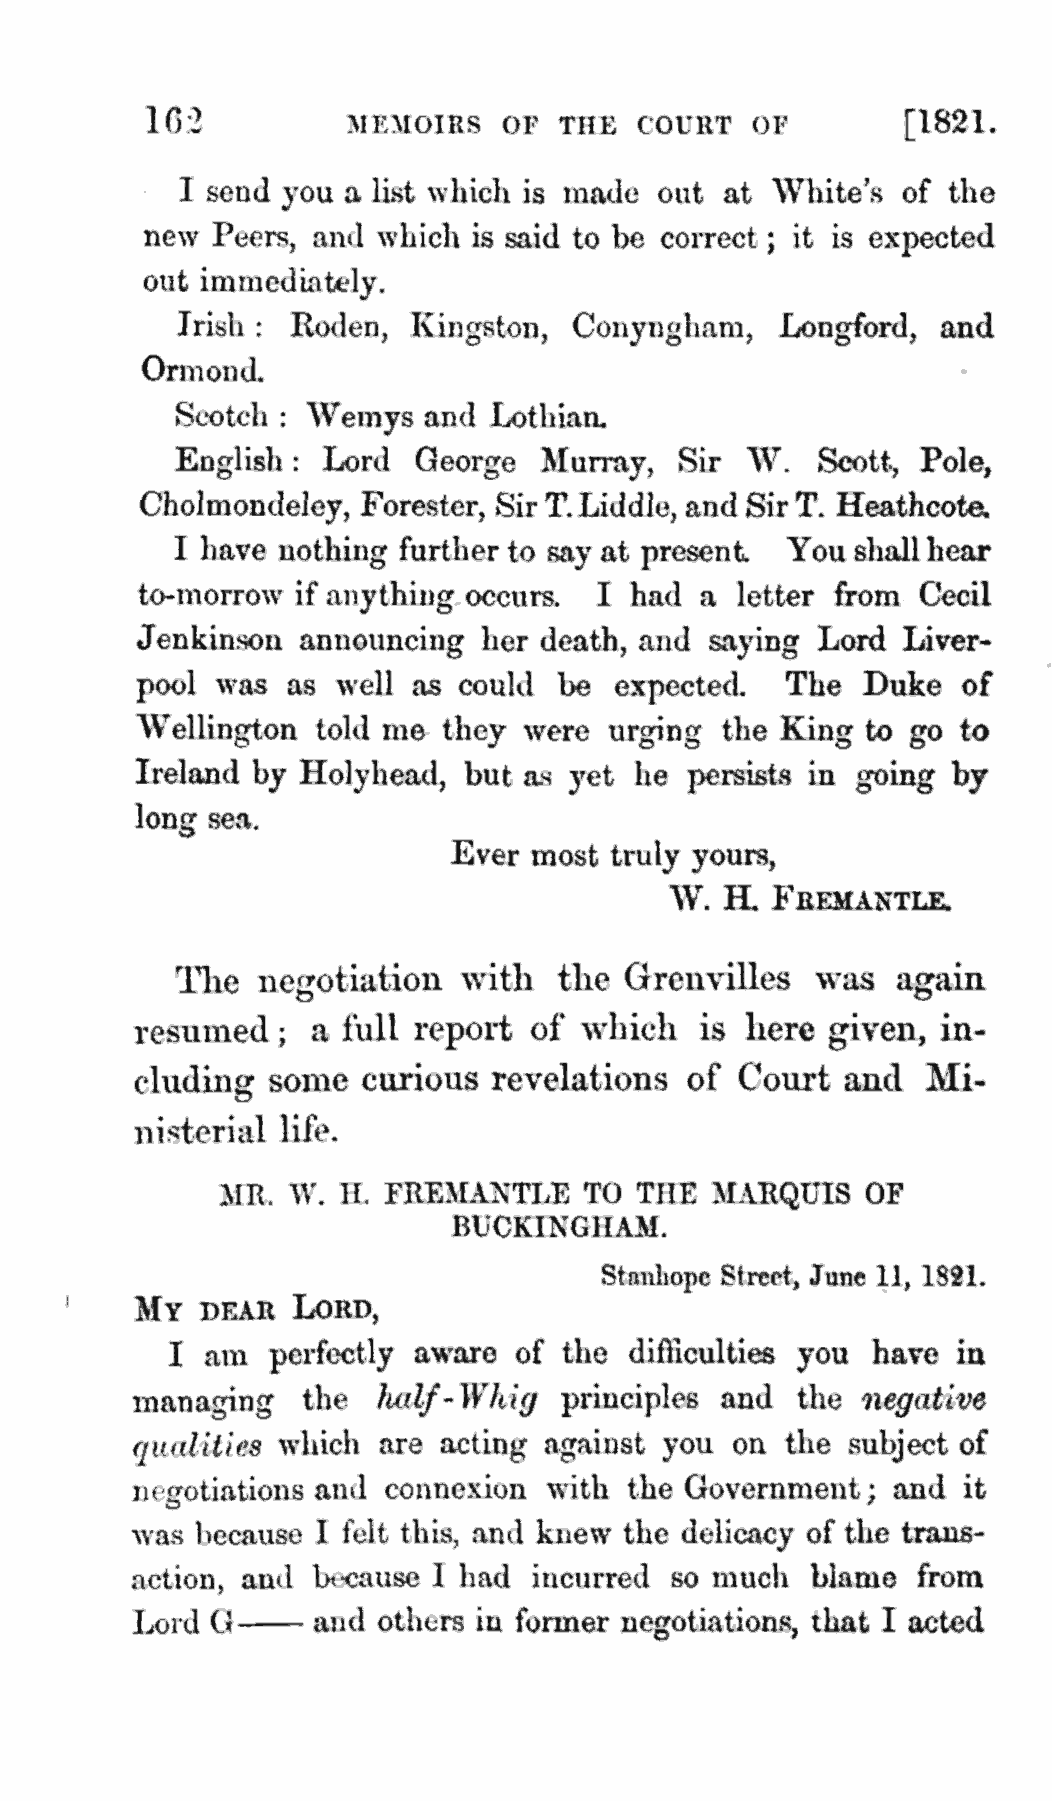 162 MEMOIRS OF THE COURT OF [1821.
I send you a list which is made out at White's of the
new Peers, and which is said to be correct; it is expected
out immediately.
Irish: Roden, Kingston, Conyngham, Longford, and
Ormond.
Scotch: Wemys and Lothian.
English: Lord George Murray, Sir W. Scott, Pole,
Cholmondeley, Forester, Sir T. Liddle, and Sir T. Heathcote.
I have nothing further to say at present. You shall hear
to-morrow if anything occurs. I had a letter from Cecil
Jenkinson announcing her death, and saying Lord Liver-
pool was as well as could be expected. The Duke of
Wellington told me they were urging the King to go to
Ireland by Holyhead, but as yet he persists in going by
long sea.
Ever most truly yours,
W. H. FREMANTLE.
The negotiation with the Grenvilles was again
resumed; a full report of which is here given, in-
cluding some curious revelations of Court and Mi-
nisterial life.
MR. W. H. FREMANTLE TO THE MARQUIS OF
BUCKINGHAM.
Stanhope Street, June 11, 1821.
MY DEAR LORD,
I am perfectly aware of the difficulties you have in
managing the half-Whig principles and the negative
qualities which are acting against you on the subject of
negotiations and connexion with the Government; and it
was because I felt this, and knew the delicacy of the trans-
action, and because I had incurred so much blame from
Lord G—— and others in former negotiations, that I acted